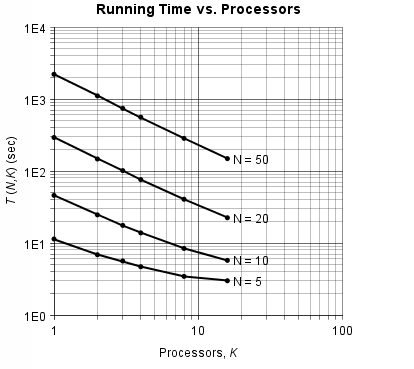 Running Time vs. Processors
1E4
1E3
1E2
1E1
1E0
T (N,K) (sec)
N = 50
N = 20
N = 10
N = 5
1
10
100
Processors, K